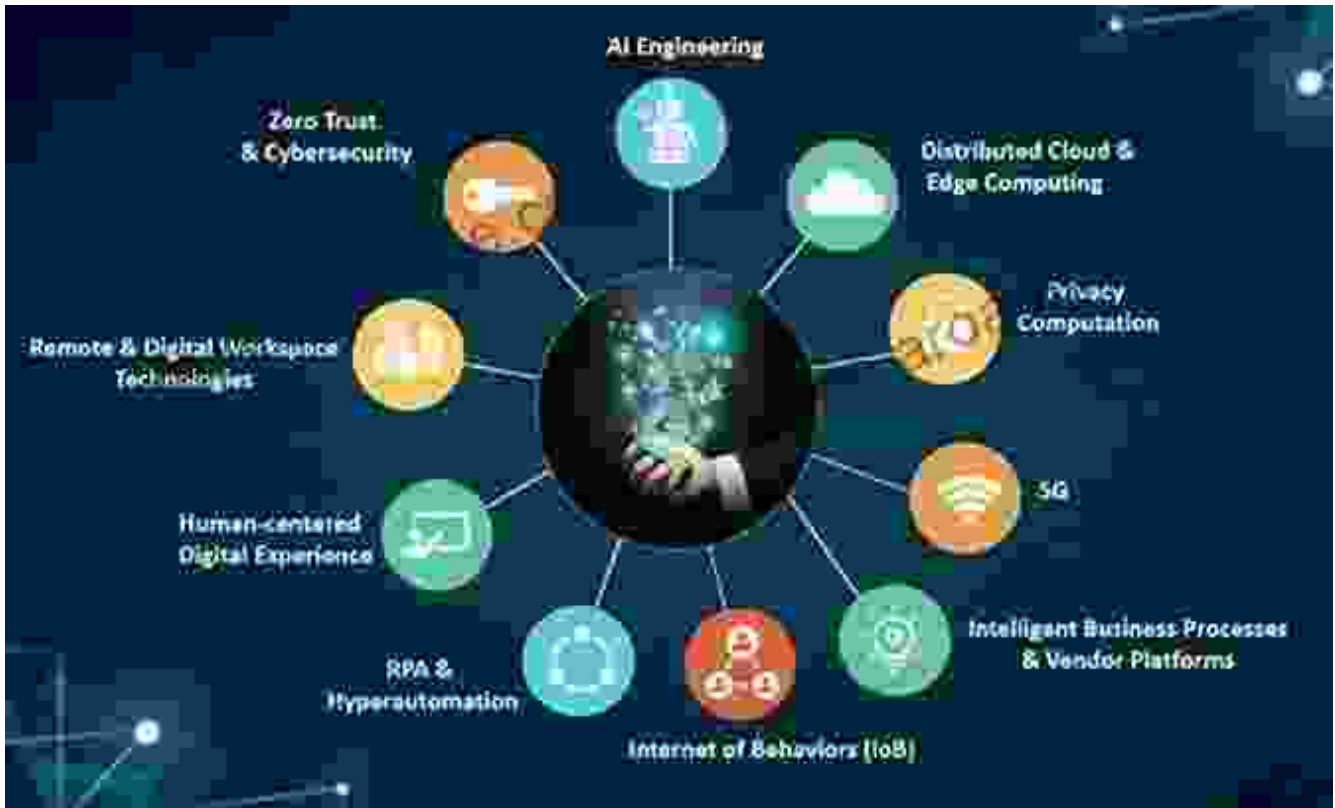 AI Engineering
Zero Trust
& Cybersecurity
Distributed Cloud &
Edge Computing
Privacy
Computation
Remote & Digital Workspace
Technologies
5G
Human-centered
Digital Experience
Intelligent Business Processes
& Vendor Platforms
RPA &
Hyperautomation
Internet of Behaviors (IoB)